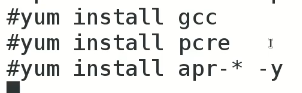 #yum install gcc
#yum install pcre
#yum install apr-* -y